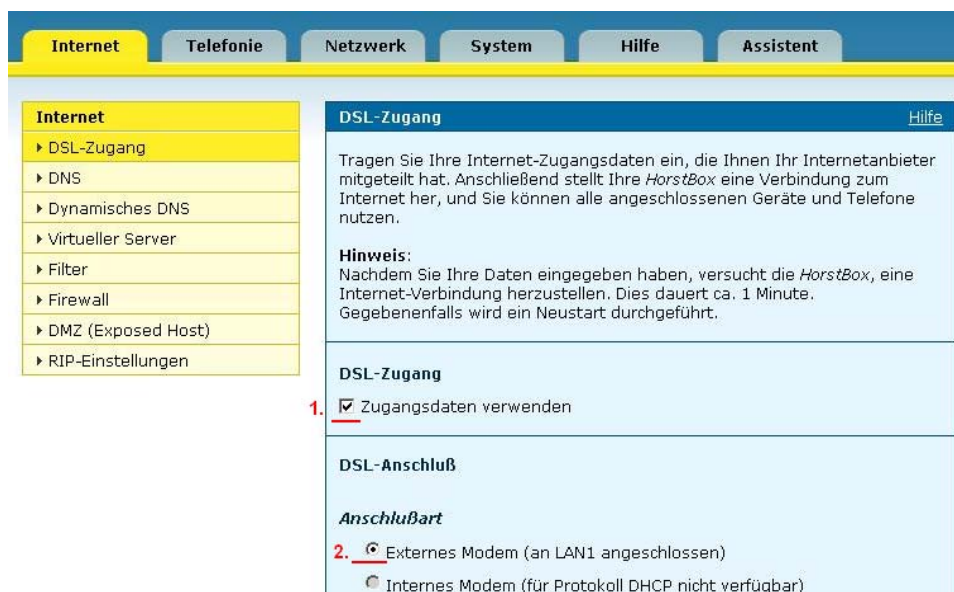 Internet Telefonie Netzwerk System Hilfe Assistent
Internet
DSL-Zugang
DNS
Dynamisches DNS
Virtueller Server
Filter
Firewall
DMZ (Exposed Host)
RIP-Einstellungen
DSL-Zugang Hilfe
Tragen Sie Ihre Internet-Zugangsdaten ein, die Ihnen Ihr Internetanbieter
mitgeteilt hat. Anschließend stellt Ihre HorstBox eine Verbindung zum
Internet her, und Sie können alle angeschlossenen Geräte und Telefone
nutzen.
Hinweis:
Nachdem Sie Ihre Daten eingegeben haben, versucht die HorstBox, eine
Internet-Verbindung herzustellen. Dies dauert ca. 1 Minute.
Gegebenenfalls wird ein Neustart durchgeführt.
DSL-Zugang
1. Zugangsdaten verwenden
DSL-Anschluß
Anschlußart
2. Externes Modem (an LAN1 angeschlossen)
Internes Modem (für Protokoll DHCP nicht verfügbar)